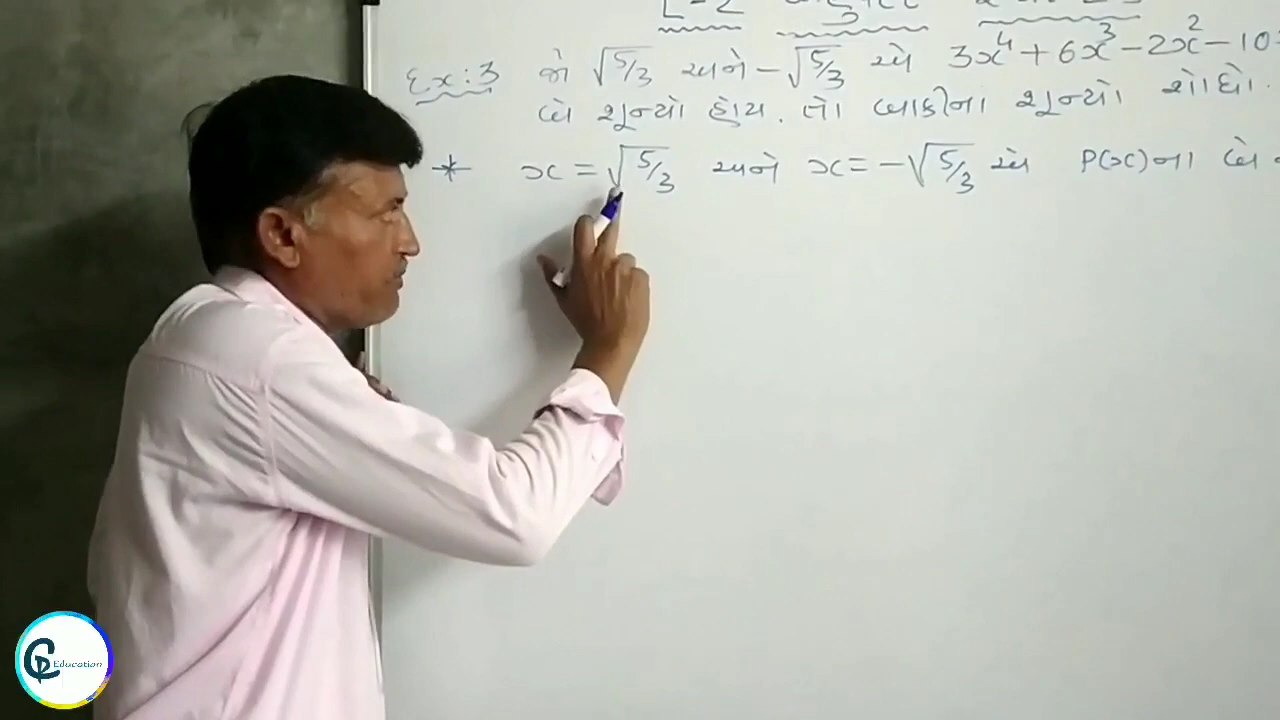 Ex:3 જો √5/3 અને -√5/3 એ 3x⁴ + 6x³ - 2x² - 10
બે શૂન્યો હોય. તો બાકીના શૂન્યો શોધો.
* x = √5/3 અને x = -√5/3 એ P(x)ના બે
Education